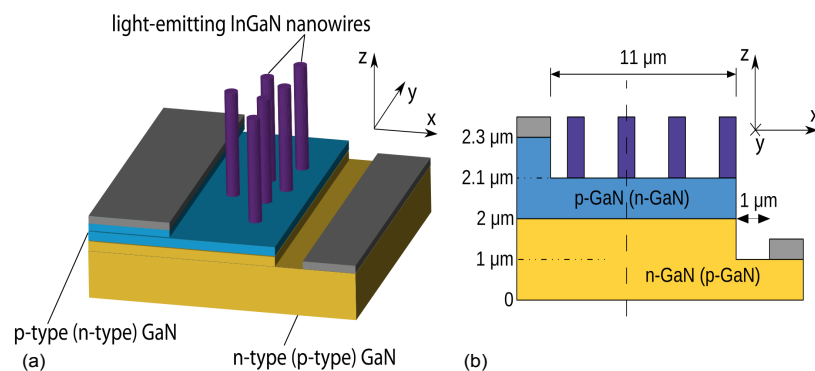 light-emitting InGaN nanowires
z
y
x
p-type (n-type) GaN
n-type (p-type) GaN
(a)
z
11 µm
x
y
2.3 µm
2.1 µm
p-GaN (n-GaN)
1 µm
2 µm
1 µm
n-GaN (p-GaN)
0
(b)